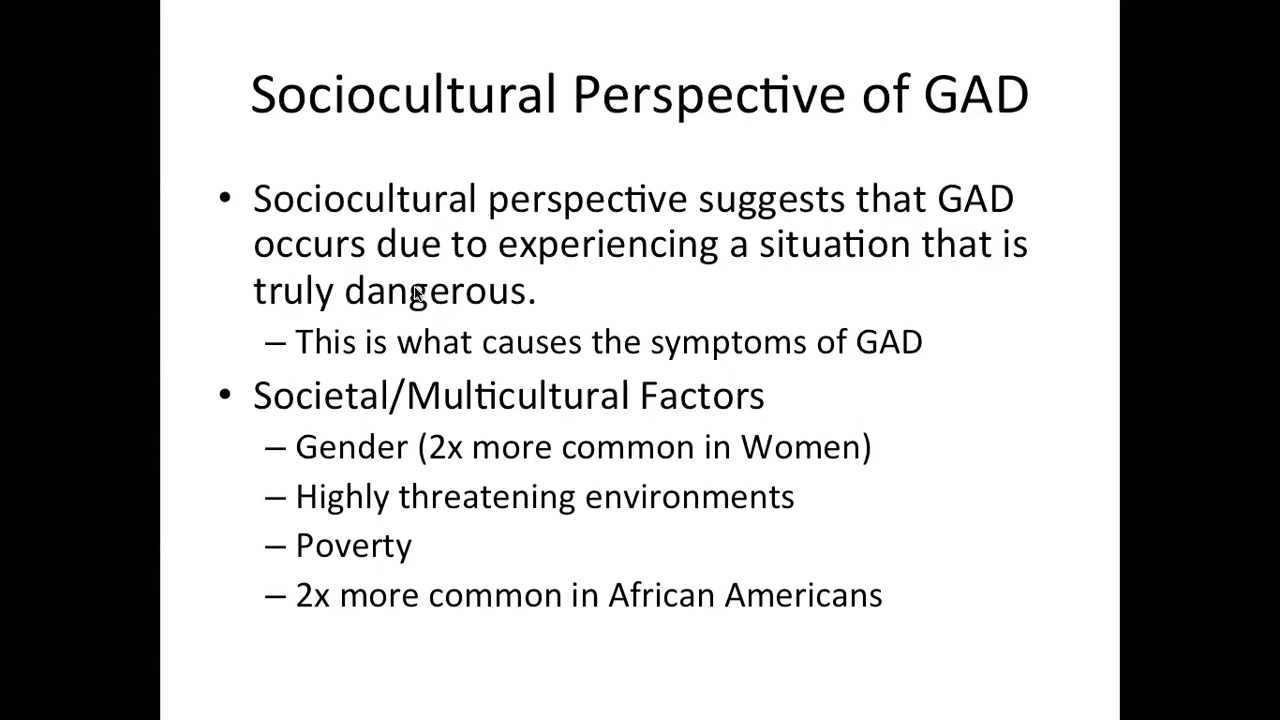 Sociocultural Perspective of GAD
• Sociocultural perspective suggests that GAD
occurs due to experiencing a situation that is
truly dangerous.
– This is what causes the symptoms of GAD
• Societal/Multicultural Factors
– Gender (2x more common in Women)
– Highly threatening environments
– Poverty
– 2x more common in African Americans